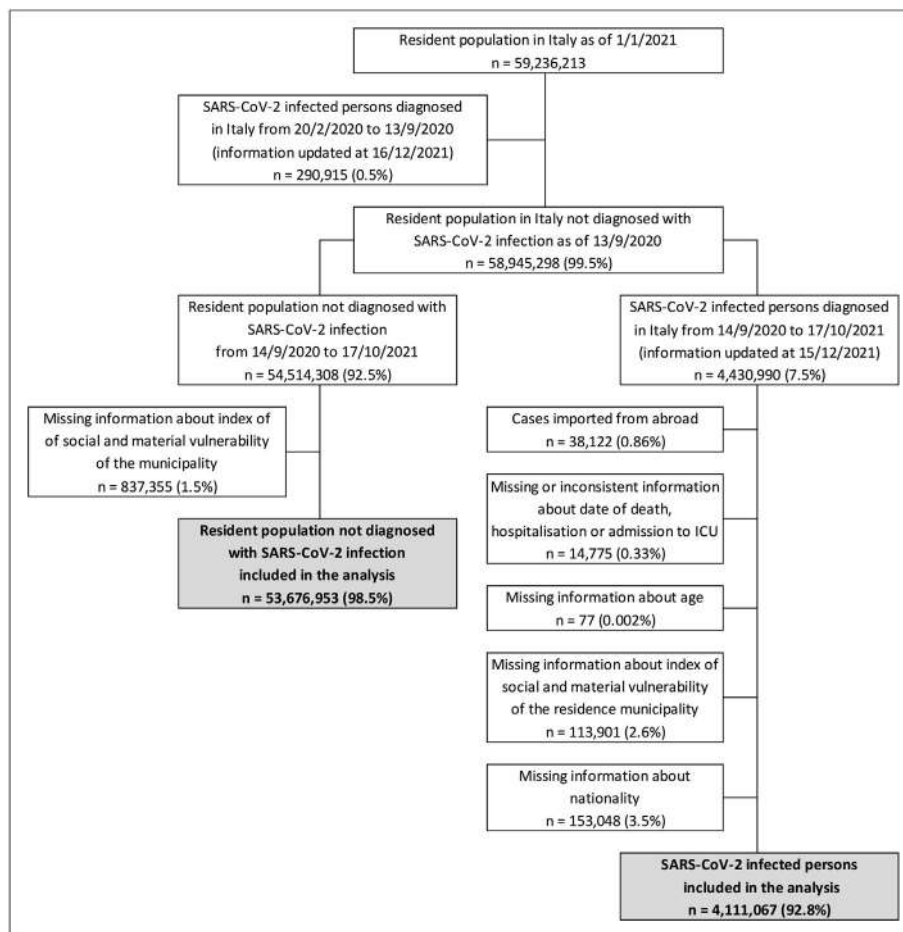 Resident population in Italy as of 1/1/2021
n = 59,236,213
SARS-CoV-2 infected persons diagnosed
in Italy from 20/2/2020 to 13/9/2020
(information updated at 16/12/2021)
n = 290,915 (0.5%)
Resident population in Italy not diagnosed with
SARS-CoV-2 infection as of 13/9/2020
n = 58,945,298 (99.5%)
Resident population not diagnosed with
SARS-CoV-2 infection
from 14/9/2020 to 17/10/2021
n = 54,514,308 (92.5%)
SARS-CoV-2 infected persons diagnosed
in Italy from 14/9/2020 to 17/10/2021
(information updated at 15/12/2021)
n = 4,430,990 (7.5%)
Missing information about index of
of social and material vulnerability
of the municipality
n = 837,355 (1.5%)
Resident population not diagnosed
with SARS-CoV-2 infection
included in the analysis
n = 53,676,953 (98.5%)
Cases imported from abroad
n = 38,122 (0.86%)
Missing or inconsistent information
about date of death,
hospitalisation or admission to ICU
n = 14,775 (0.33%)
Missing information about age
n = 77 (0.002%)
Missing information about index of
social and material vulnerability
of the residence municipality
n = 113,901 (2.6%)
Missing information about
nationality
n = 153,048 (3.5%)
SARS-CoV-2 infected persons
included in the analysis
n = 4,111,067 (92.8%)